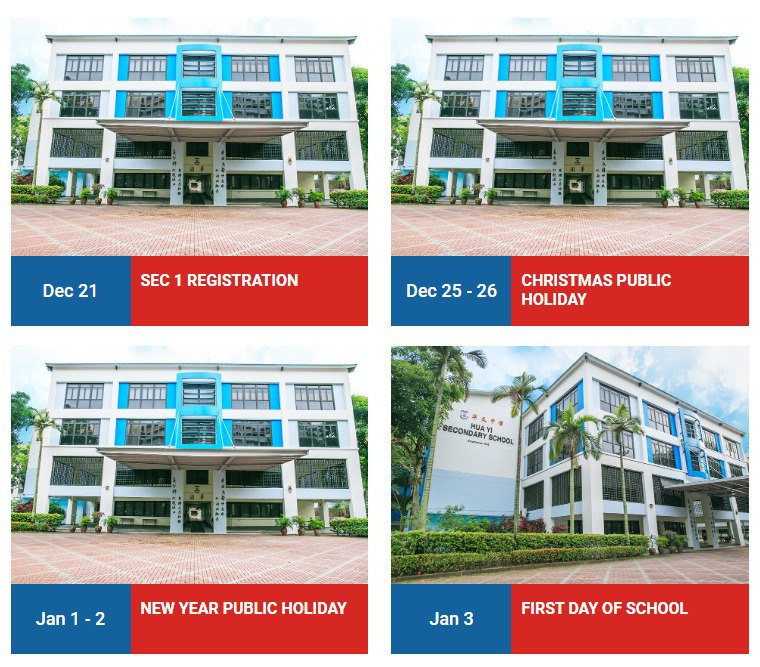 Dec 21
SEC 1 REGISTRATION
Dec 25 - 26
CHRISTMAS PUBLIC
HOLIDAY
Jan 1 - 2
NEW YEAR PUBLIC HOLIDAY
华义中学
HUA YI
SECONDARY SCHOOL
Jan 3
FIRST DAY OF SCHOOL